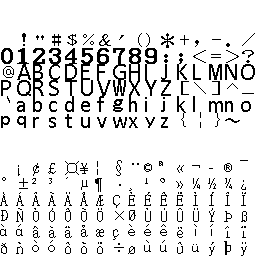 ! " # $ % & ' ( ) * + , - . /
0 1 2 3 4 5 6 7 8 9 : ; < = > ?
@ A B C D E F G H I J K L M N O
P Q R S T U V W X Y Z [ \ ] ^ _
` a b c d e f g h i j k l m n o
p q r s t u v w x y z { ¦ } ~
¡ ¢ £ ¤ ¥ ¦ § ¨ © ª « ¬ - ® ¯
° ± ² ³ ´ µ ¶ · ¸ ¹ º » ¼ ½ ¾ ¿
À Á Â Ã Ä Å Æ Ç È É Ê Ë Ì Í Î Ï
Ð Ñ Ò Ó Ô Õ Ö × Ø Ù Ú Û Ü Ý Þ ß
à á â ã ä å æ ç è é ê ë ì í î ï
ð ñ ò ó ô õ ö ÷ ø ù ú û ü ý þ ÿ